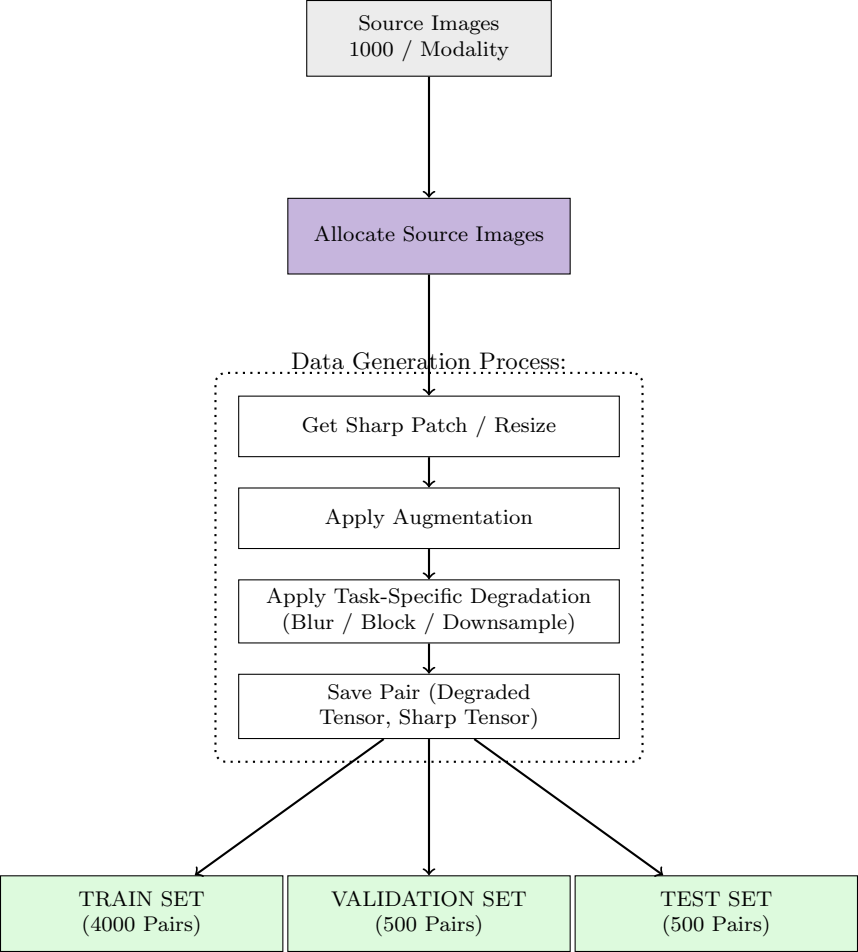 Source Images
1000 / Modality
Allocate Source Images
Data Generation Process:
Get Sharp Patch / Resize
Apply Augmentation
Apply Task-Specific Degradation
(Blur / Block / Downsample)
Save Pair (Degraded
Tensor, Sharp Tensor)
TRAIN SET
(4000 Pairs)
VALIDATION SET
(500 Pairs)
TEST SET
(500 Pairs)